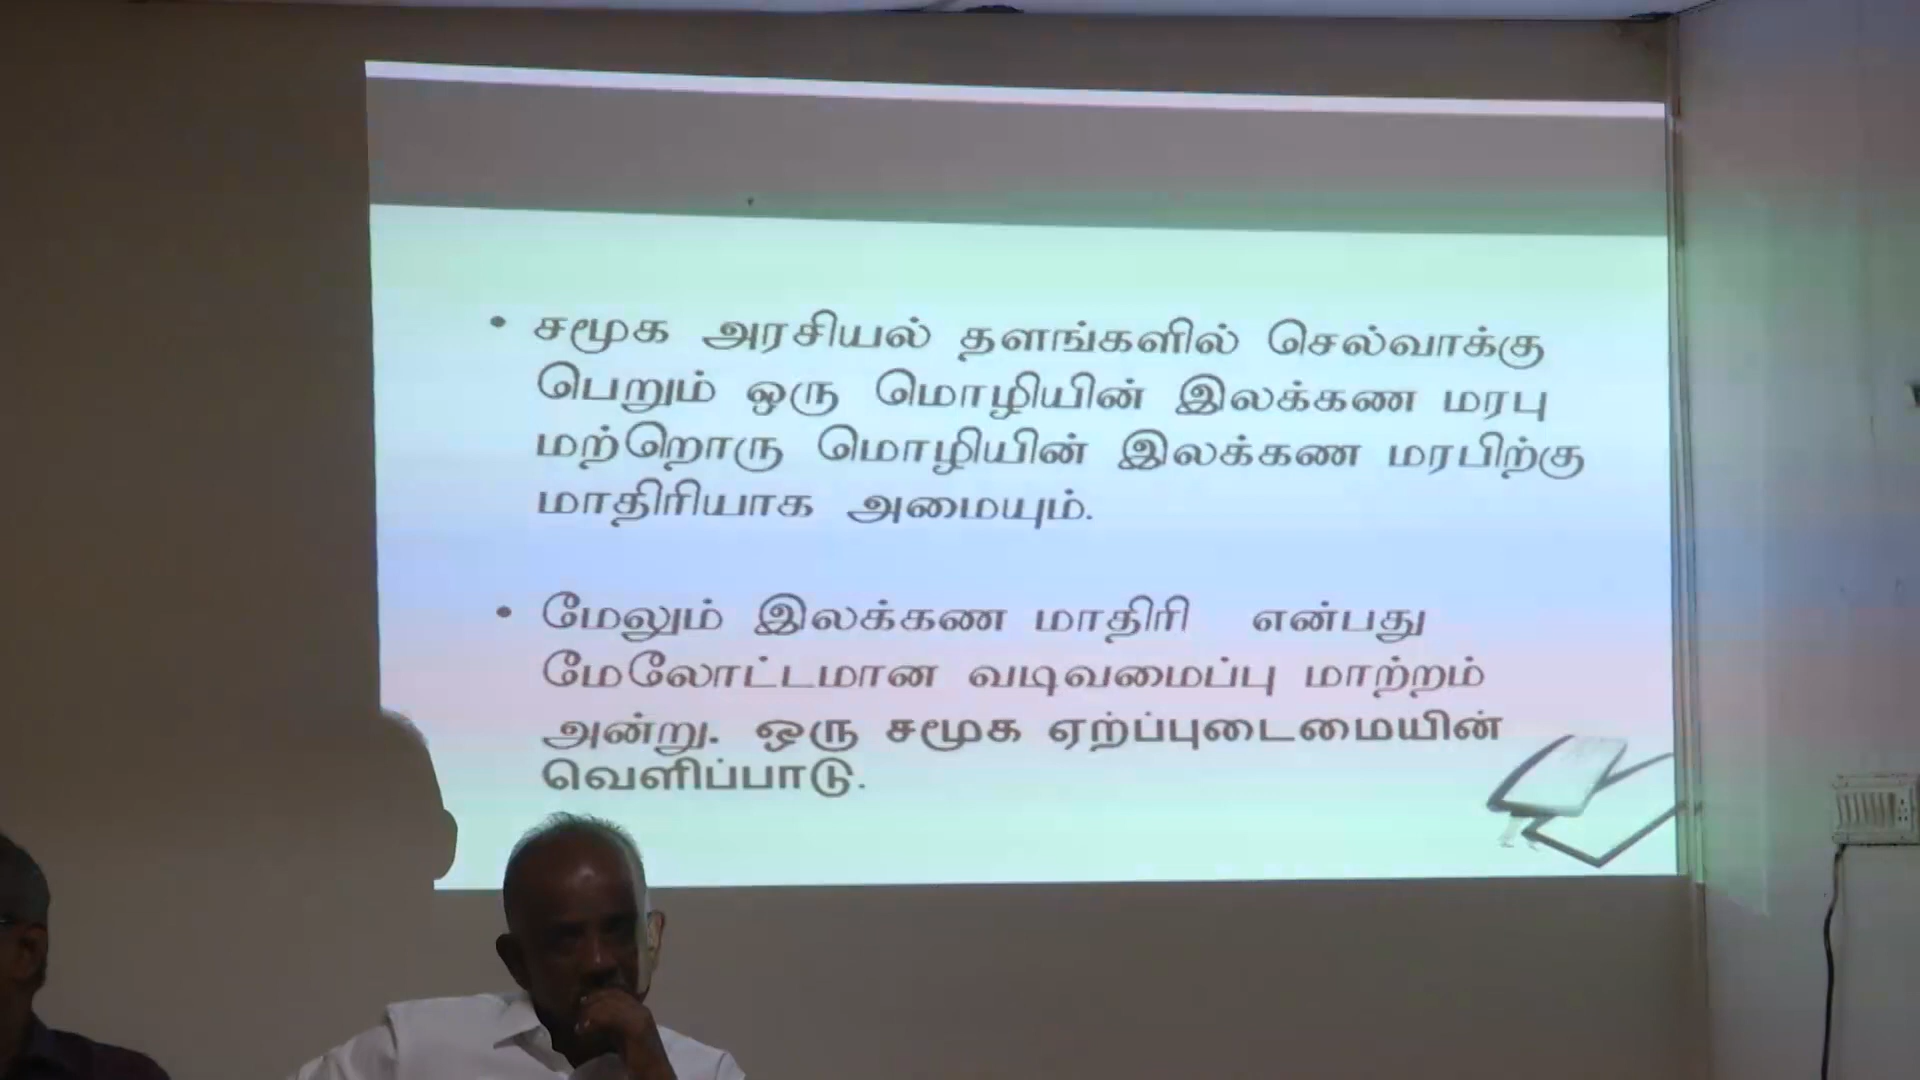 • சமூக அரசியல் தளங்களில் செல்வாக்கு
பெறும் ஒரு மொழியின் இலக்கண மரபு
மற்றொரு மொழியின் இலக்கண மரபிற்கு
மாதிரியாக அமையும்.
• மேலும் இலக்கண மாதிரி என்பது
மேலோட்டமான வடிவமைப்பு மாற்றம்
அன்று. ஒரு சமூக ஏற்ப்புடைமையின்
வெளிப்பாடு.